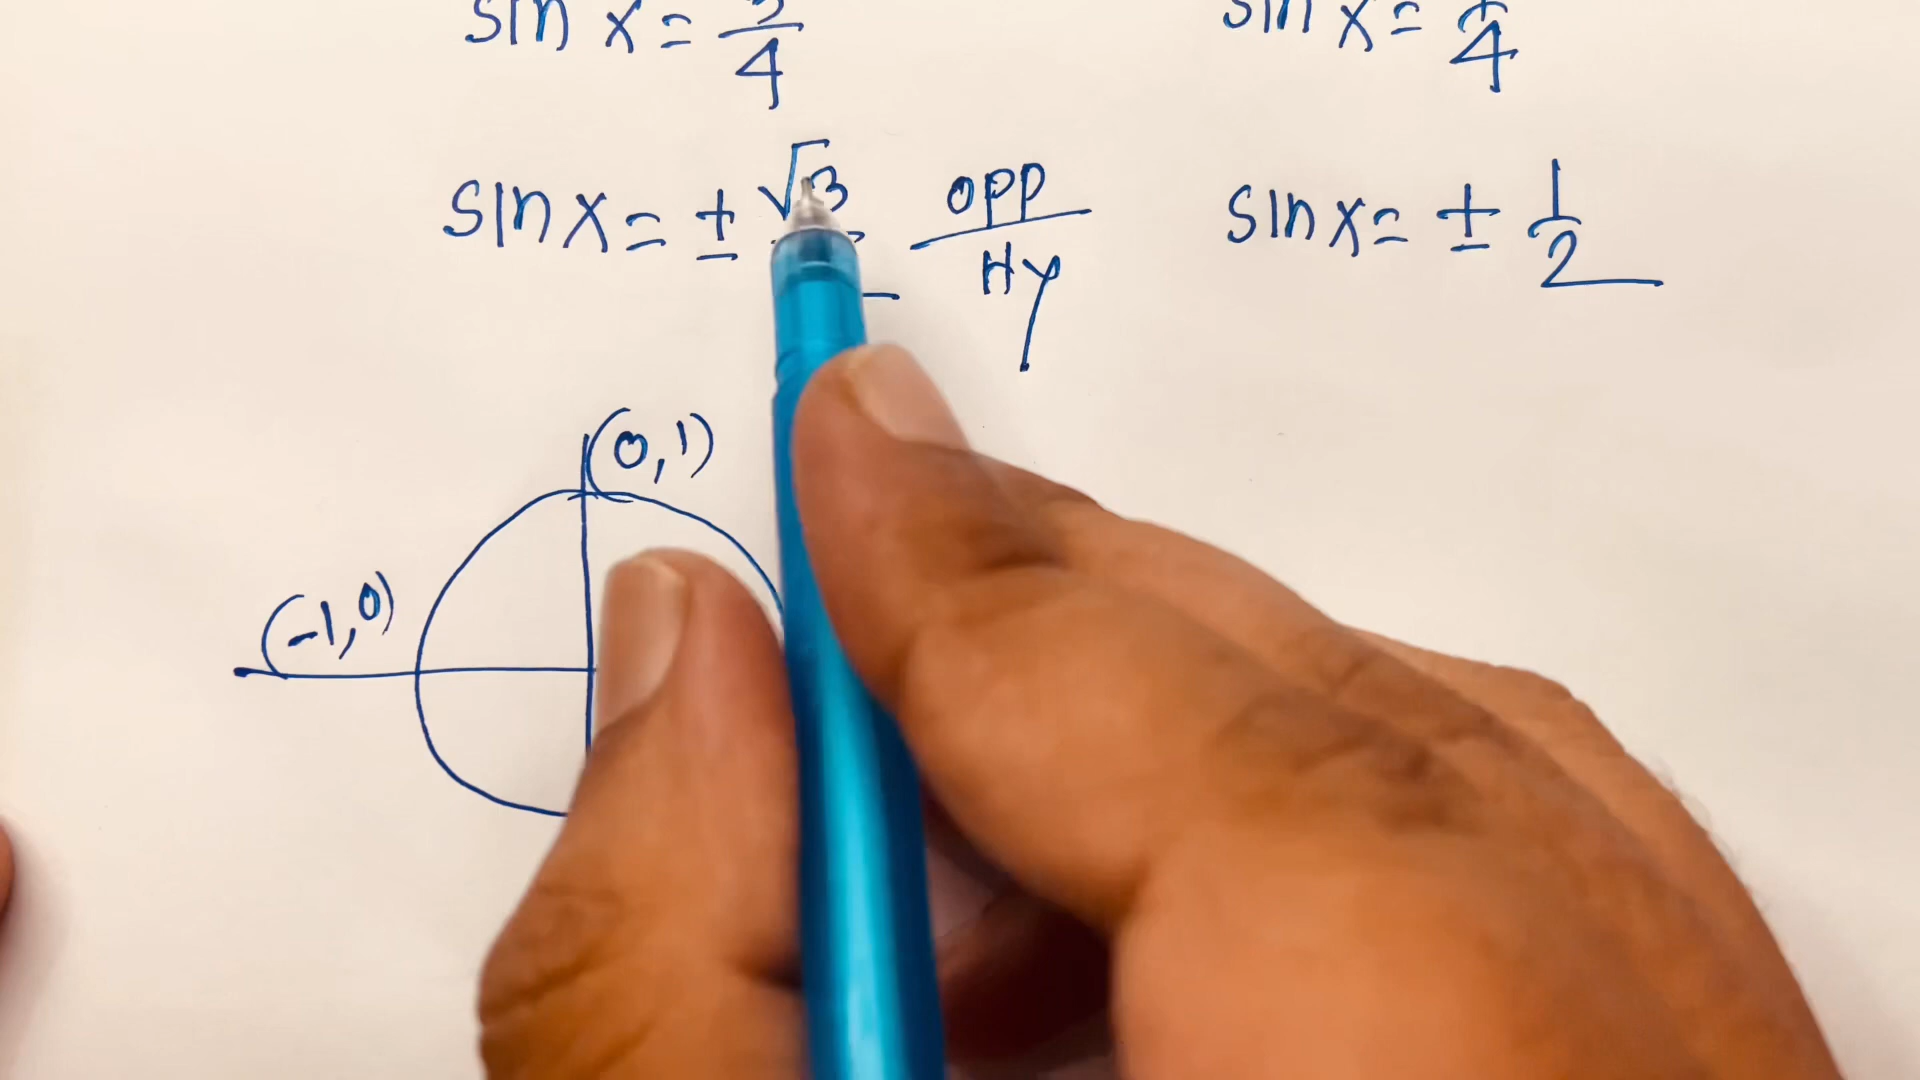 sin x = 3/4 sin x = 1/4
sin x = ± √3 opp/Hy sin x = ± 1/2
(0,1)
(-1,0)